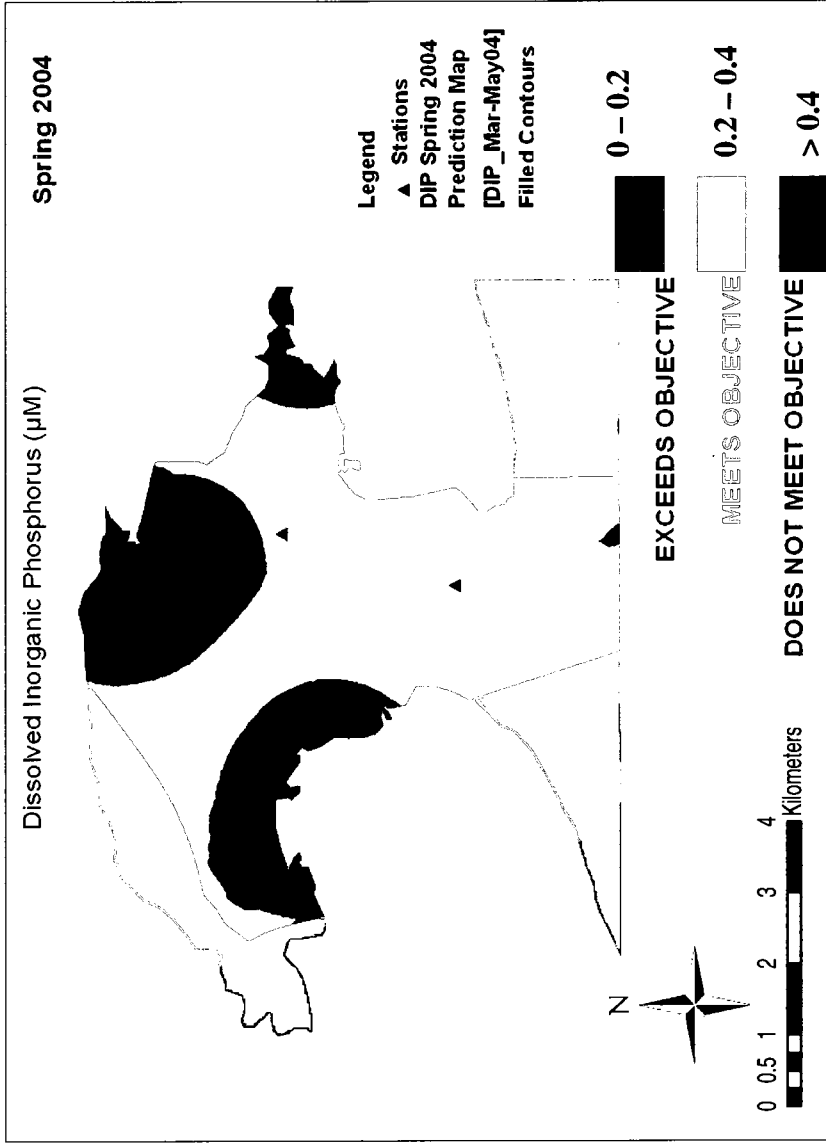 Dissolved Inorganic Phosphorus (µM)
Spring 2004
Legend
Stations
DIP Spring 2004
Prediction Map
[DIP_Mar-May04]
Filled Contours
EXCEEDS OBJECTIVE 0 – 0.2
MEETS OBJECTIVE 0.2 – 0.4
DOES NOT MEET OBJECTIVE > 0.4
N
0 0.5 1 2 3 4
Kilometers